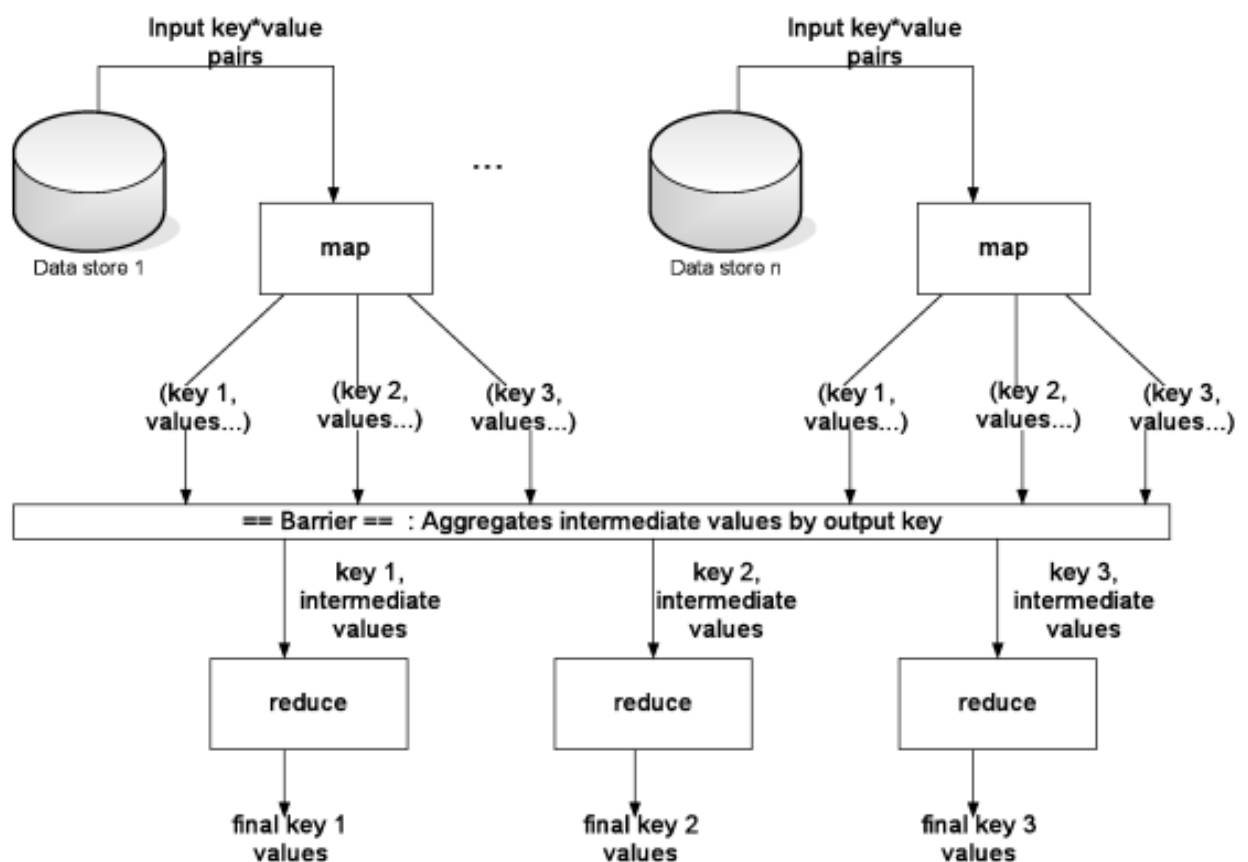 Input key*value
pairs
Input key*value
pairs
...
Data store 1
map
Data store n
map
(key 1,
values...)
(key 2,
values...)
(key 3,
values...)
(key 1,
values...)
(key 2,
values...)
(key 3,
values...)
== Barrier == : Aggregates intermediate values by output key
key 1,
intermediate
values
key 2,
intermediate
values
key 3,
intermediate
values
reduce
reduce
reduce
final key 1
values
final key 2
values
final key 3
values